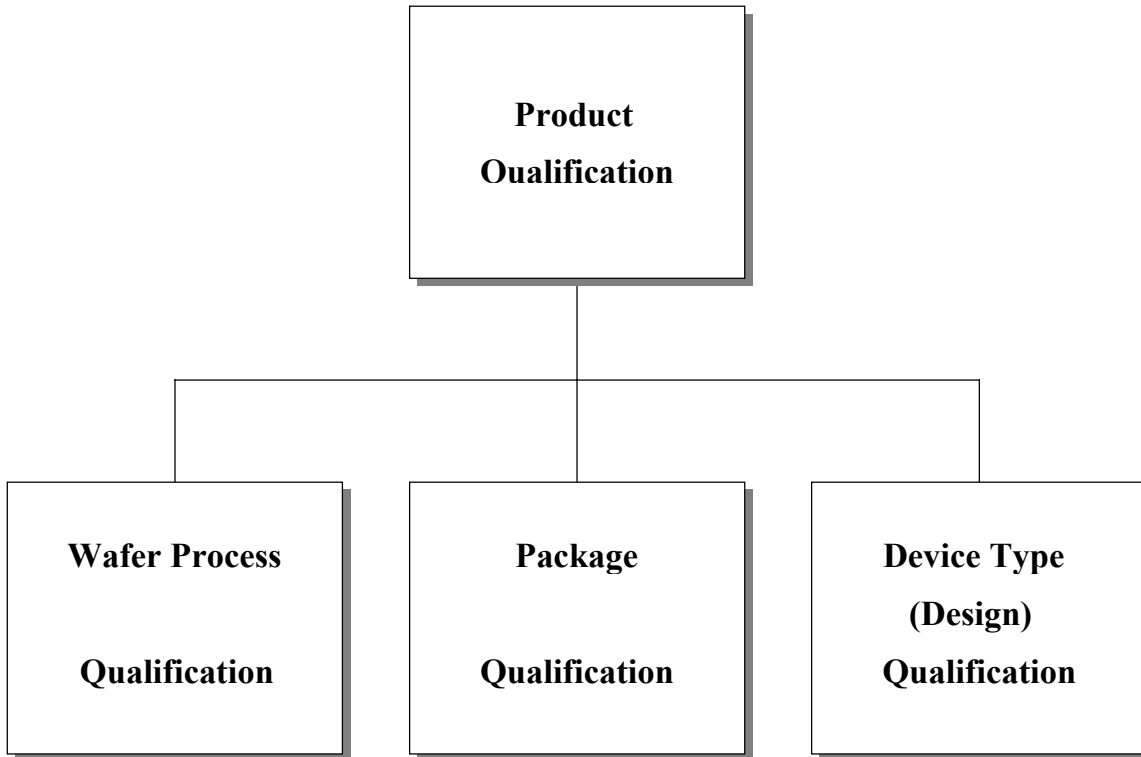 Product
Oualification
Wafer Process
Qualification
Package
Qualification
Device Type
(Design)
Qualification